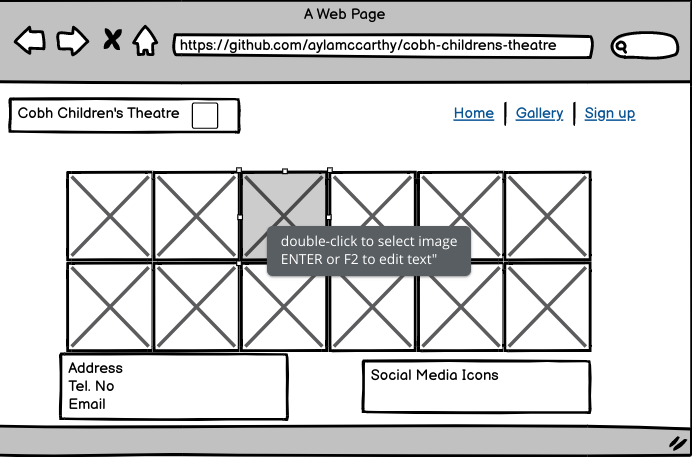 A Web Page
https://github.com/aylamccarthy/cobh-childrens-theatre
Cobh Children's Theatre
Home | Gallery | Sign up
double-click to select image
ENTER or F2 to edit text"
Address
Tel. No
Email
Social Media Icons